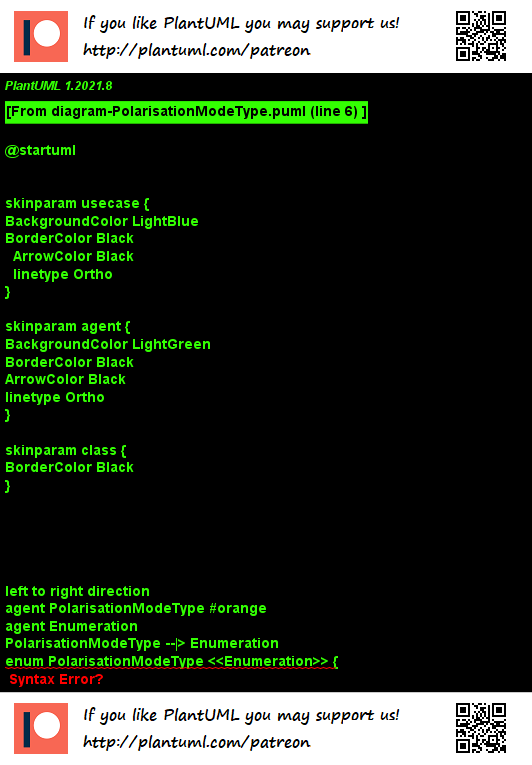 If you like PlantUML you may support us!
http://plantuml.com/patreon
PlantUML 1.2021.8
[From diagram-PolarisationModeType.puml (line 6) ]
@startuml
skinparam usecase {
BackgroundColor LightBlue
BorderColor Black
ArrowColor Black
linetype Ortho
}
skinparam agent {
BackgroundColor LightGreen
BorderColor Black
ArrowColor Black
linetype Ortho
}
skinparam class {
BorderColor Black
}
left to right direction
agent PolarisationModeType #orange
agent Enumeration
PolarisationModeType --|> Enumeration
enum PolarisationModeType <<Enumeration>> {
Syntax Error?
If you like PlantUML you may support us!
http://plantuml.com/patreon